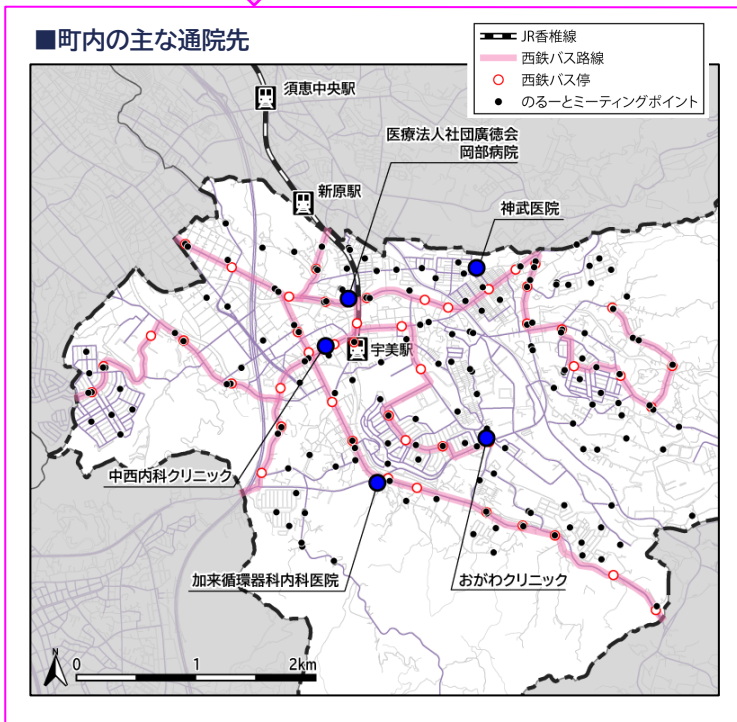 ■町内の主な通院先
JR香椎線
西鉄バス路線
西鉄バス停
のるーとミーティングポイント
須恵中央駅
医療法人社団廣徳会
岡部病院
新原駅
神武医院
宇美駅
中西内科クリニック
加来循環器科内科医院
おがわクリニック
N
0 1 2km